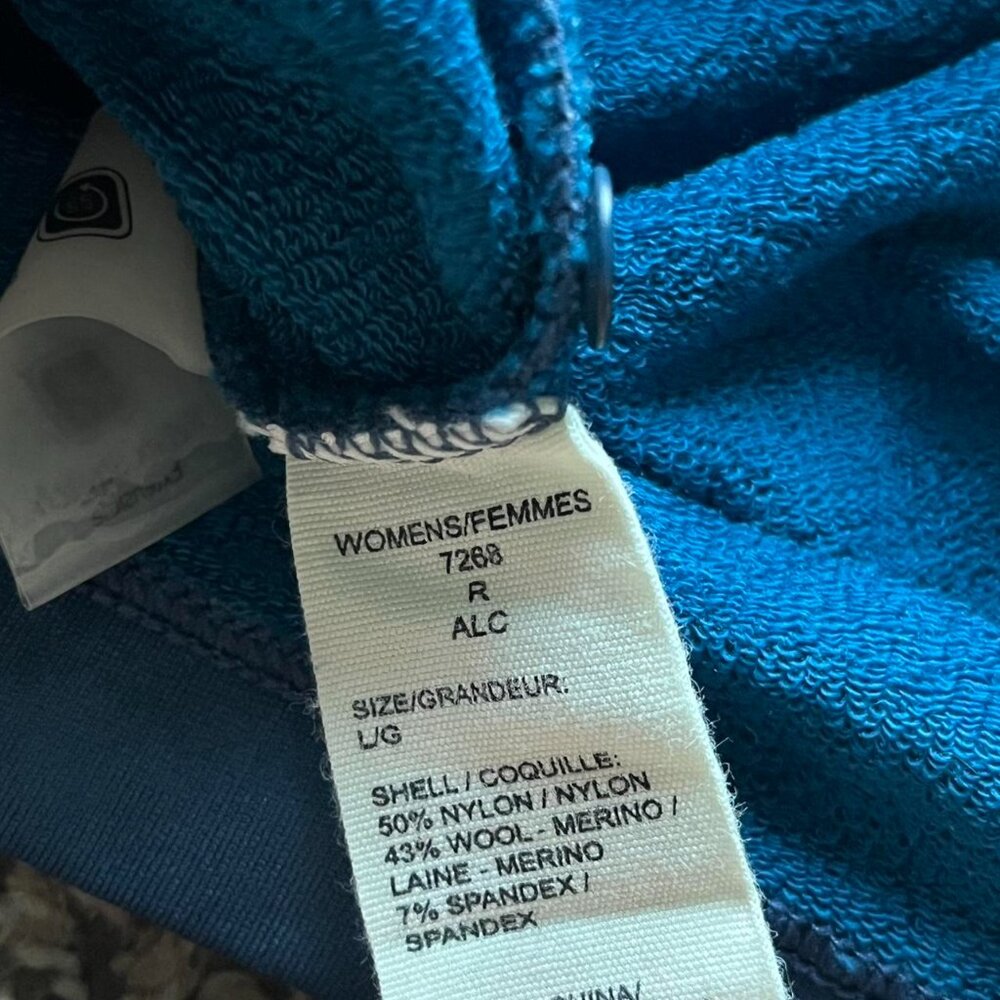 WOMENS/FEMMES
7268
R
ALC
SIZE/GRANDEUR:
L/G
SHELL / COQUILLE:
50% NYLON / NYLON
43% WOOL - MERINO /
LAINE - MERINO
7% SPANDEX /
SPANDEX